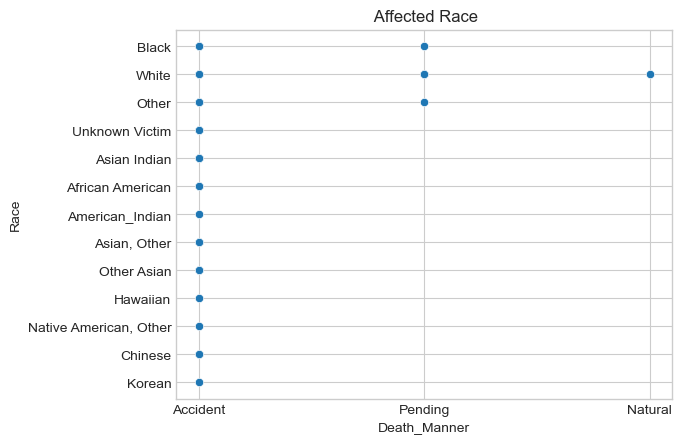 Affected Race
Race
Black
White
Other
Unknown Victim
Asian Indian
African American
American_Indian
Asian, Other
Other Asian
Hawaiian
Native American, Other
Chinese
Korean
Accident Pending Natural
Death_Manner